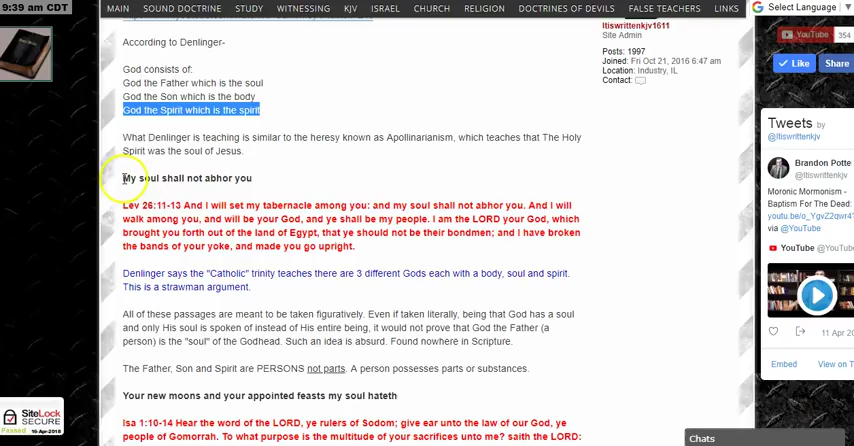 9:39 am CDT
MAIN SOUND DOCTRINE STUDY WITNESSING KJV ISRAEL CHURCH RELIGION DOCTRINES OF DEVILS FALSE TEACHERS LINKS
Select Language
According to Denlinger-
God consists of:
God the Father which is the soul
God the Son which is the body
God the Spirit which is the spirit
What Denlinger is teaching is similar to the heresy known as Apollinarianism, which teaches that The Holy
Spirit was the soul of Jesus.
My soul shall not abhor you
Lev 26:11-13 And I will set my tabernacle among you: and my soul shall not abhor you. And I will
walk among you, and will be your God, and ye shall be my people. I am the LORD your God, which
brought you forth out of the land of Egypt, that ye should not be their bondmen; and I have broken
the bands of your yoke, and made you go upright.
Denlinger says the "Catholic" trinity teaches there are 3 different Gods each with a body, soul and spirit.
This is a strawman argument.
All of these passages are meant to be taken figuratively. Even if taken literally, being that God has a soul
and only His soul is spoken of instead of His entire being, it would not prove that God the Father (a
person) is the "soul" of the Godhead. Such an idea is absurd. Found nowhere in Scripture.
The Father, Son and Spirit are PERSONS not parts. A person possesses parts or substances.
Your new moons and your appointed feasts my soul hateth
Isa 1:10-14 Hear the word of the LORD, ye rulers of Sodom; give ear unto the law of our God, ye
people of Gomorrah. To what purpose is the multitude of your sacrifices unto me? saith the LORD:
Itiswrittenkjv1611
Site Admin
Posts: 1997
Joined: Fri Oct 21, 2016 6:47 am
Location: Industry, IL
Contact:
YouTube 354
Like Share
Tweets by
@Itiswrittenkjv
Brandon Potte
@Itiswrittenkjv
Moronic Mormonism -
Baptism For The Dead:
youtu.be/o_YgvZ2qwr4?
via @YouTube
YouTube @YouTube
11 Apr 20
Embed View on T
SiteLock
SECURE
Passed 16-Apr-2018
Chats